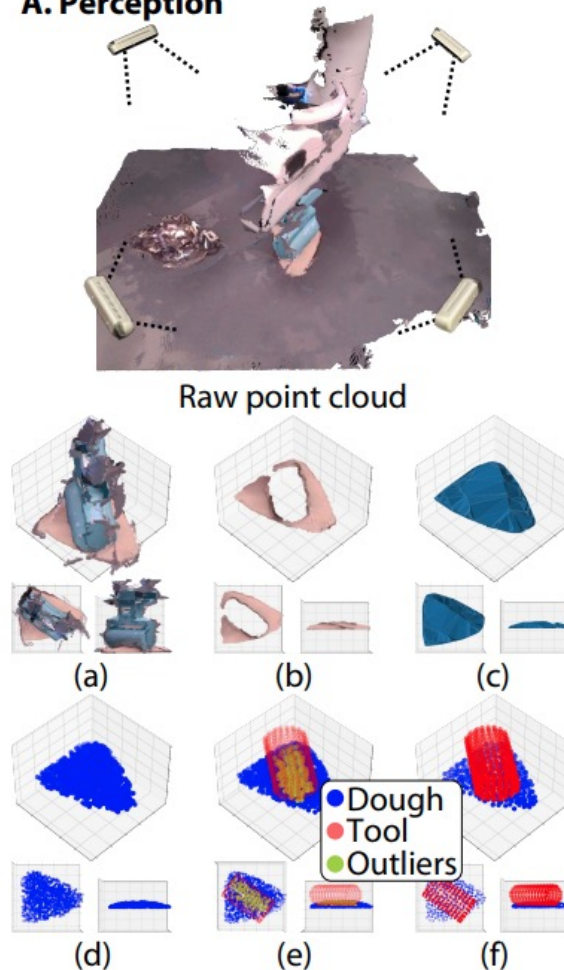 A. Perception
Raw point cloud
(a) (b) (c)
Dough
Tool
Outliers
(d) (e) (f)